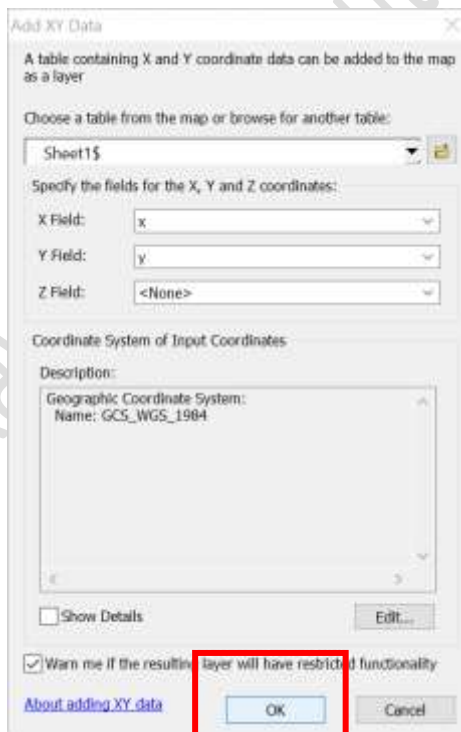 Add XY Data
A table containing X and Y coordinate data can be added to the map
as a layer
Choose a table from the map or browse for another table:
Sheet1$
Specify the fields for the X, Y and Z coordinates:
X Field: x
Y Field: y
Z Field: <None>
Coordinate System of Input Coordinates
Description:
Geographic Coordinate System:
Name: GCS_WGS_1984
Show Details Edit...
Warn me if the resulting layer will have restricted functionality
About adding XY data OK Cancel